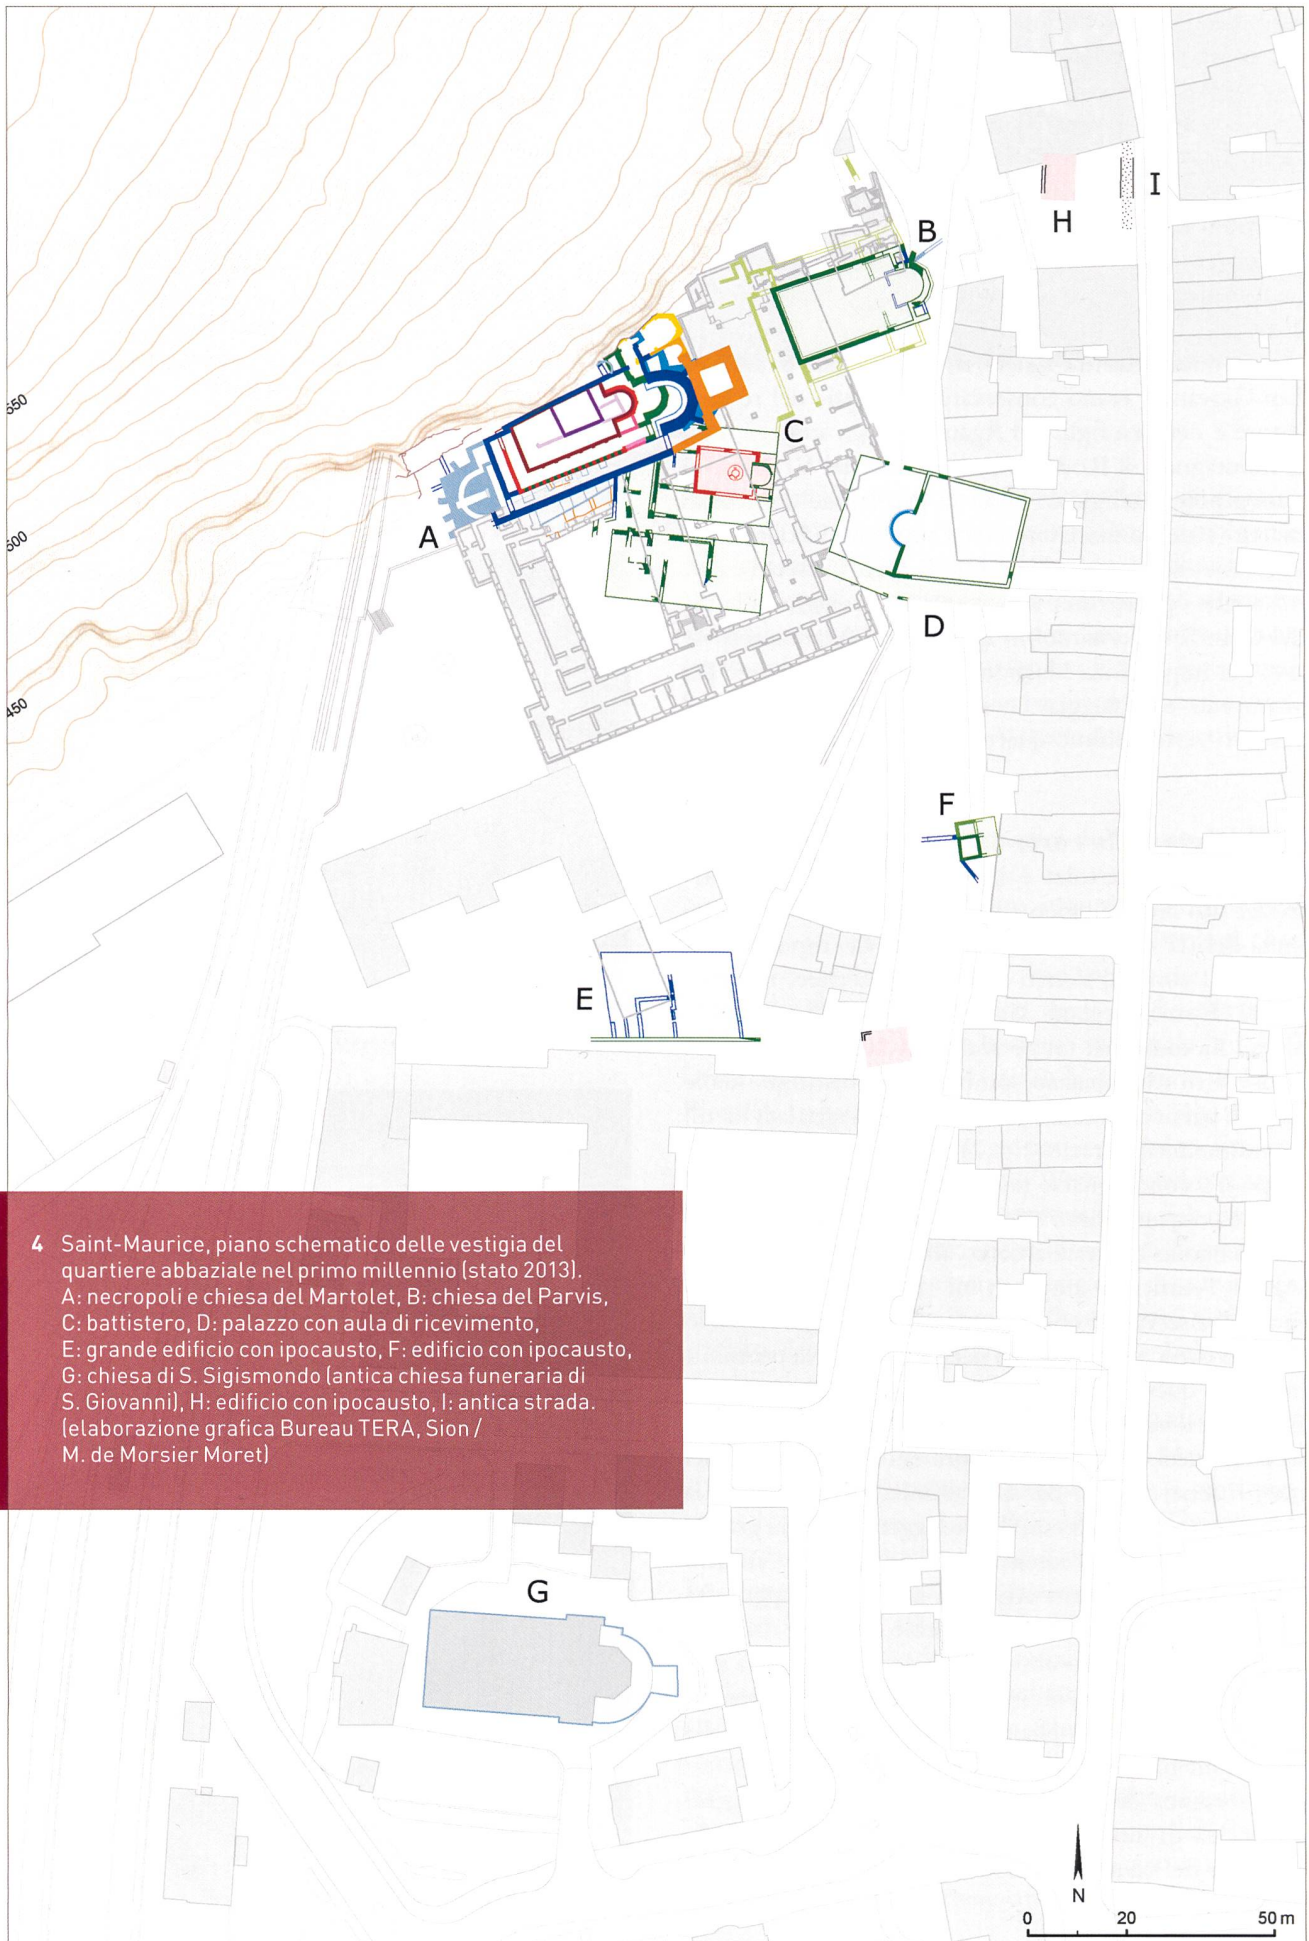 I
H
B
550
C
500
A
D
450
F
E
4 Saint-Maurice, piano schematico delle vestigia del
quartiere abbaziale nel primo millennio (stato 2013).
A: necropoli e chiesa del Martolet, B: chiesa del Parvis,
C: battistero, D: palazzo con aula di ricevimento,
E: grande edificio con ipocausto, F: edificio con ipocausto,
G: chiesa di S. Sigismondo (antica chiesa funeraria di
S. Giovanni), H: edificio con ipocausto, I: antica strada.
(elaborazione grafica Bureau TERA, Sion /
M. de Morsier Moret)
G
N
0 20 50 m